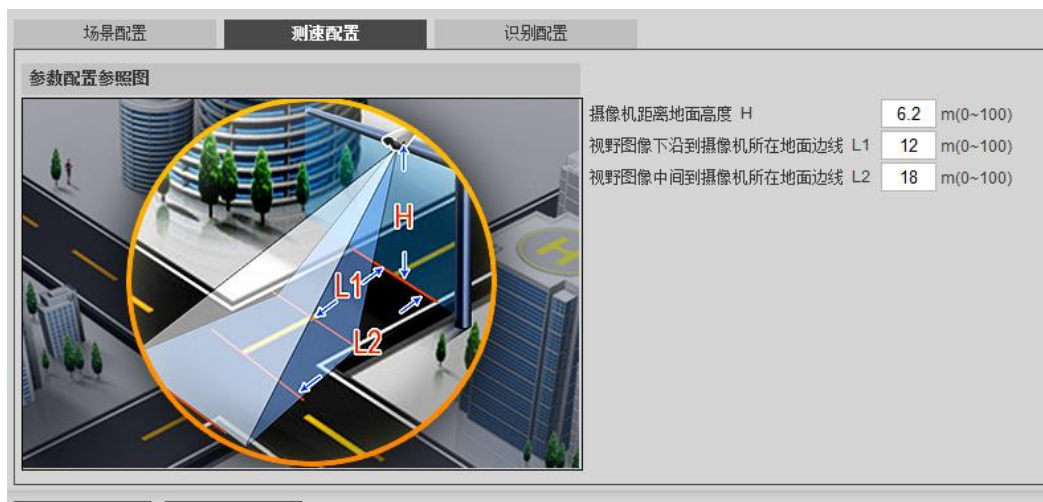 场景配置 测速配置 识别配置
参数配置参照图
摄像机距离地面高度 H 6.2 m(0~100)
视野图像下沿到摄像机所在地面边线 L1 12 m(0~100)
视野图像中间到摄像机所在地面边线 L2 18 m(0~100)
H
L1
L2
H